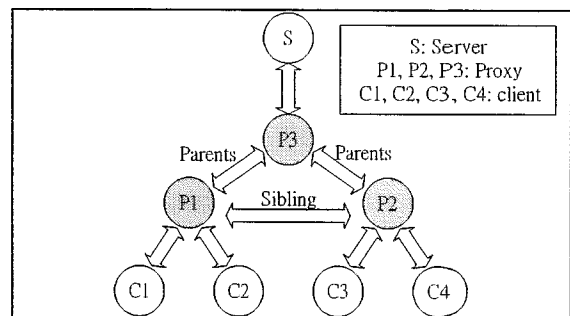 S
S: Server
P1, P2, P3: Proxy
C1, C2, C3, C4: client
P3
Parents
Parents
P1
Sibling
P2
C1
C2
C3
C4